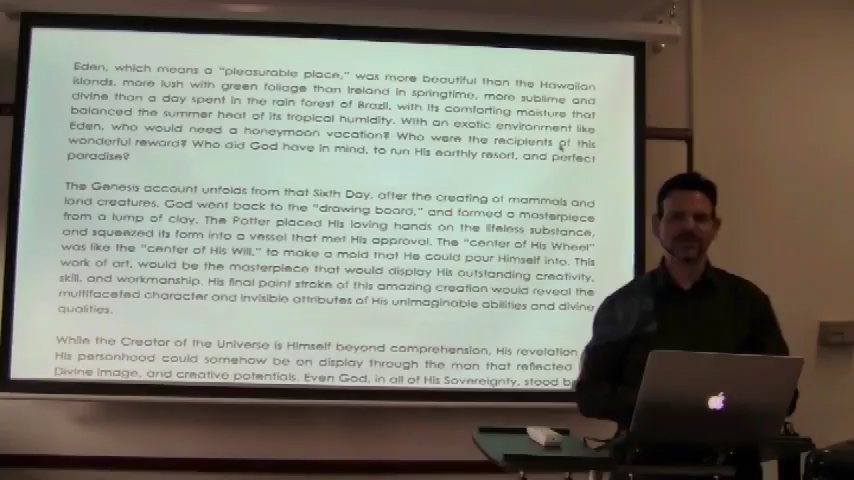 Eden, which means a "pleasurable place," was more beautiful than the Hawaiian
islands, more lush with green foliage than Ireland in springtime, more sublime and
divine than a day spent in the rain forest of Brazil, with its comforting moisture that
balanced the summer heat of its tropical humidity. With an exotic environment like
Eden, who would need a honeymoon vacation? Who were the recipients of this
wonderful reward? Who did God have in mind, to run His earthly resort, and perfect
paradise?
The Genesis account unfolds from that Sixth Day, after the creating of mammals and
land creatures, God went back to the "drawing board," and formed a masterpiece
from a lump of clay. The Potter placed His loving hands on the lifeless substance,
and squeezed its form into a vessel that met His approval. The "center of His Wheel"
was like the "center of His Will," to make a mold that He could pour Himself into. This
work of art, would be the masterpiece that would display His outstanding creativity,
skill, and workmanship. His final paint stroke of this amazing creation would reveal the
multifaceted character and invisible attributes of His unimaginable abilities and divine
qualities.
While the Creator of the Universe is Himself beyond comprehension, His revelation
His personhood could somehow be on display through the man that reflected
Divine Image, and creative potentials. Even God, in all of His Sovereignty, stood